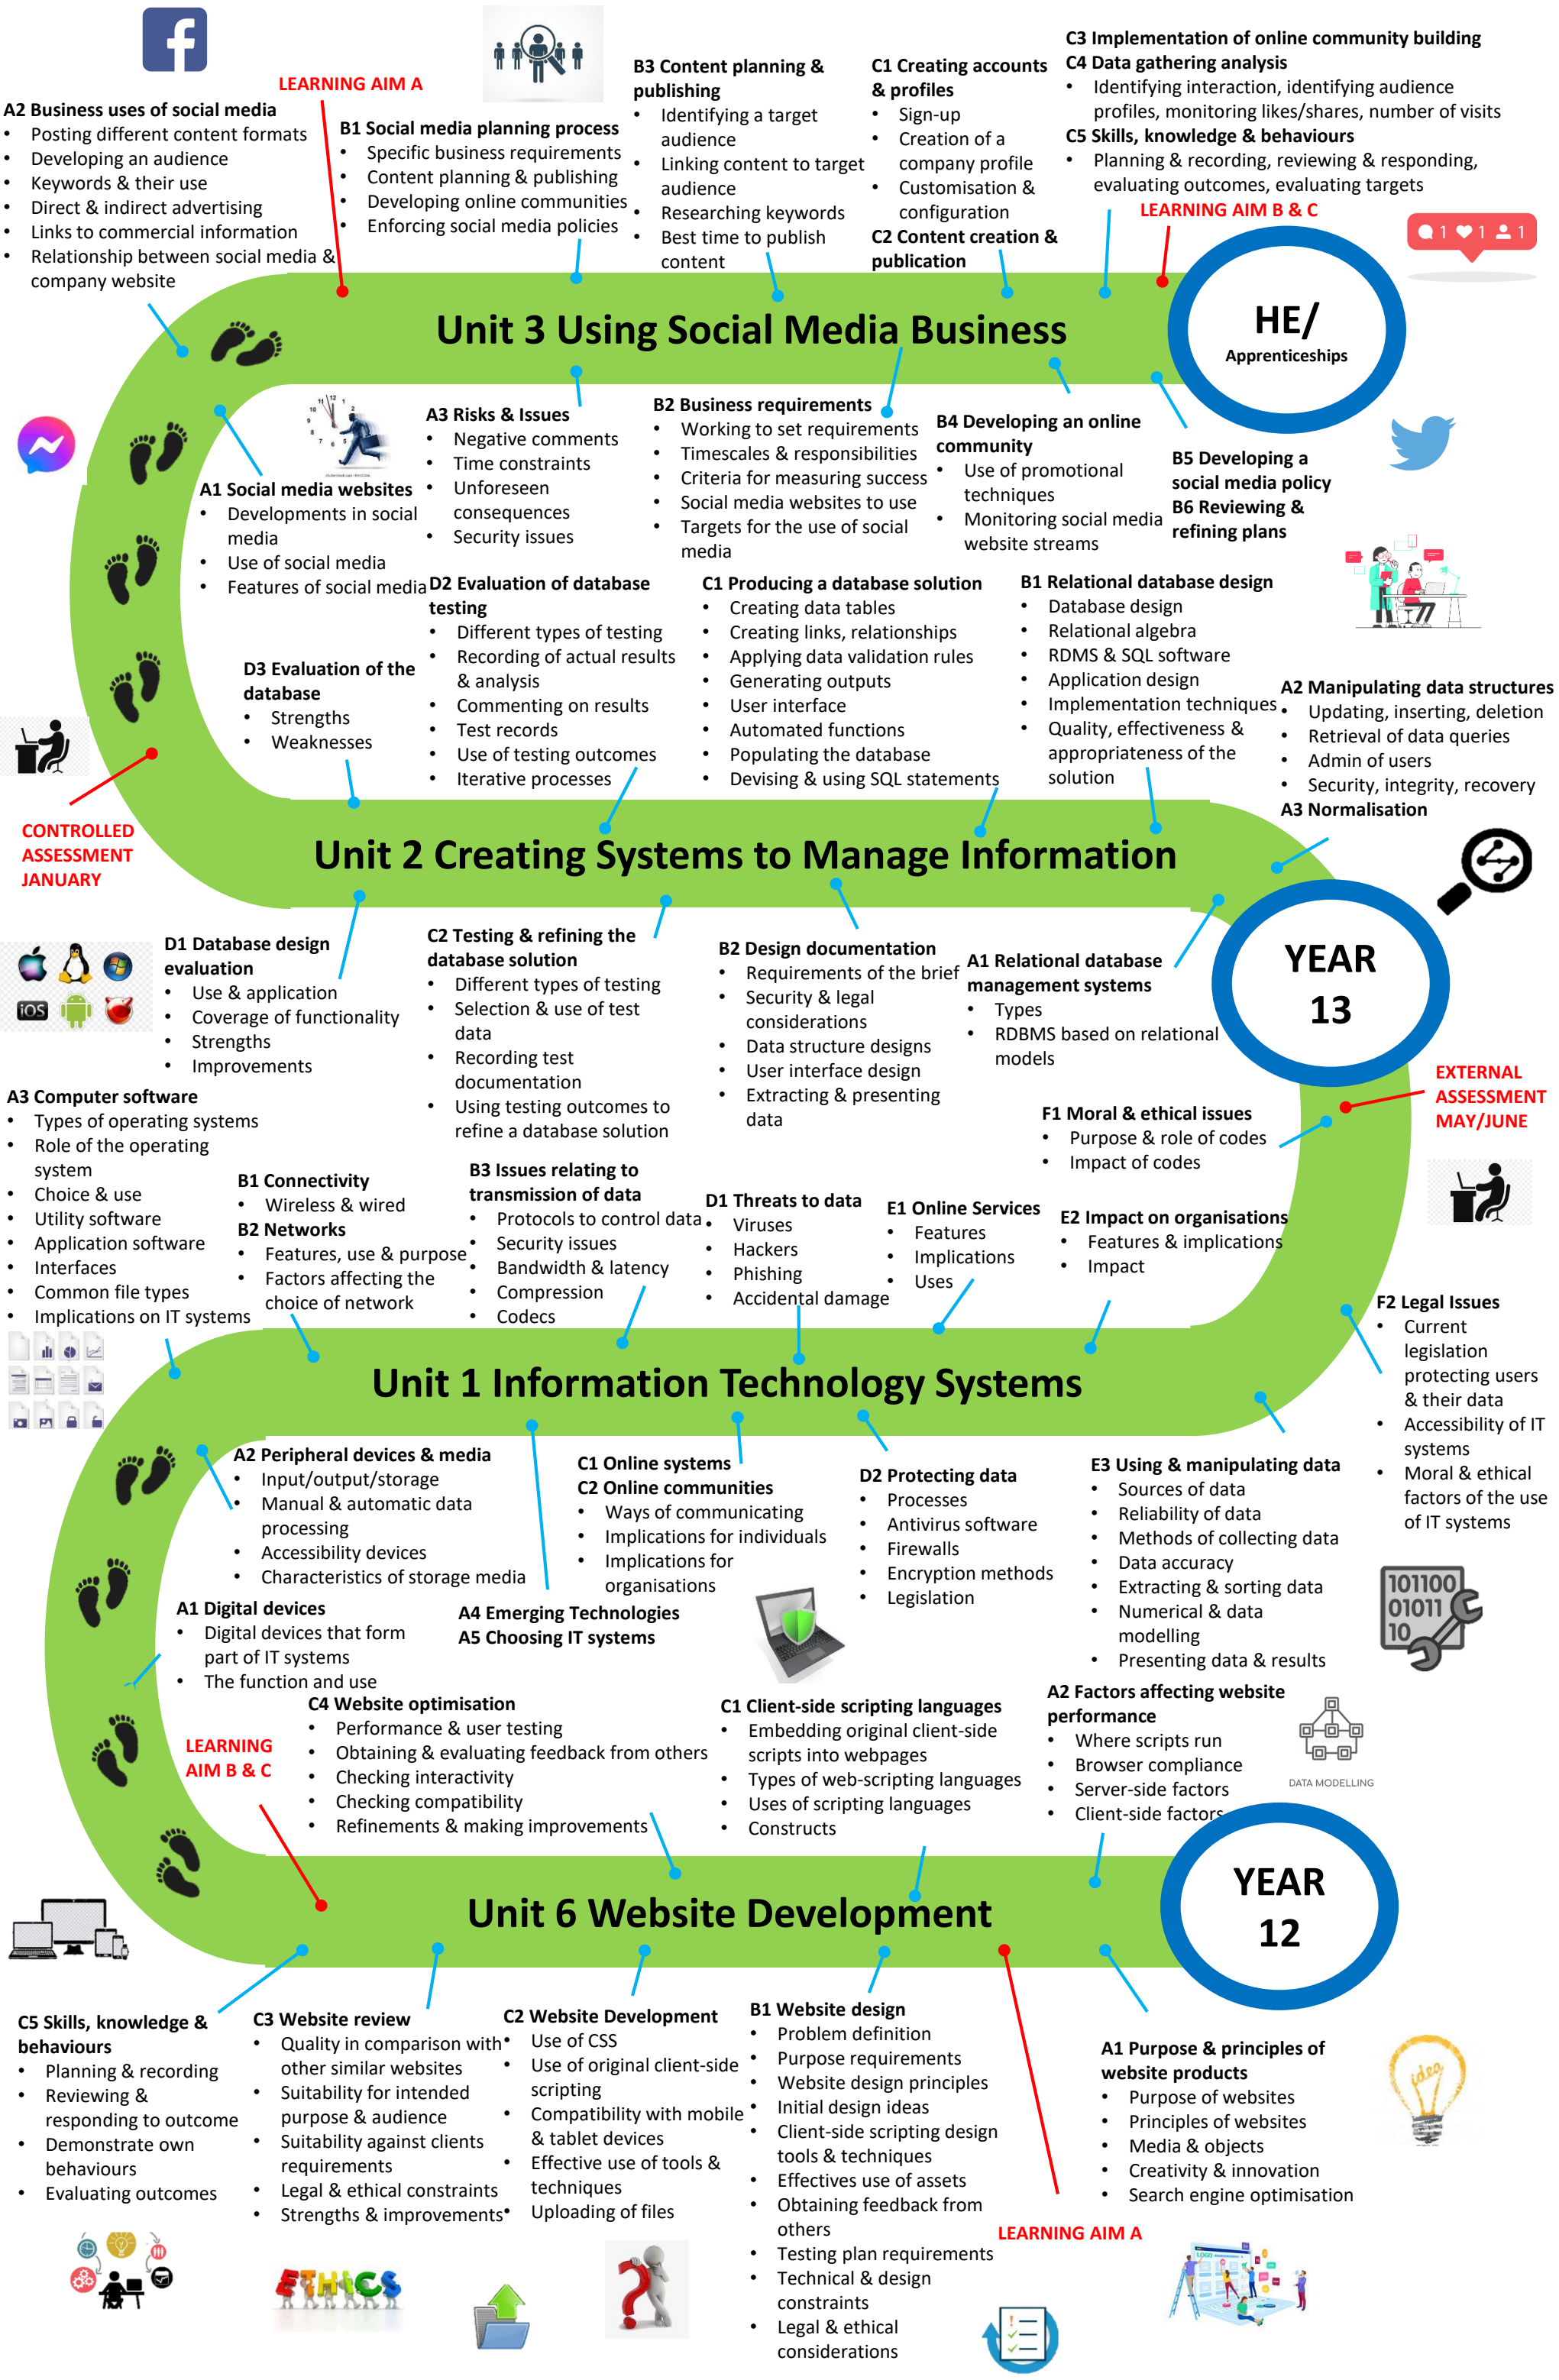 C3 Implementation of online community building
C4 Data gathering analysis
• Identifying interaction, identifying audience
profiles, monitoring likes/shares, number of visits
C5 Skills, knowledge & behaviours
• Planning & recording, reviewing & responding,
evaluating outcomes, evaluating targets
LEARNING AIM B & C
C1 Creating accounts
& profiles
• Sign-up
• Creation of a
company profile
• Customisation &
configuration
C2 Content creation &
publication
B3 Content planning &
publishing
• Identifying a target
audience
• Linking content to target
audience
• Researching keywords
• Best time to publish
content
LEARNING AIM A
B1 Social media planning process
• Specific business requirements
• Content planning & publishing
• Developing online communities
• Enforcing social media policies
A2 Business uses of social media
• Posting different content formats
• Developing an audience
• Keywords & their use
• Direct & indirect advertising
• Links to commercial information
• Relationship between social media &
company website
1 1 1
Unit 3 Using Social Media Business
HE/
Apprenticeships
A1 Social media websites
• Developments in social
media
• Use of social media
• Features of social media
A3 Risks & Issues
• Negative comments
• Time constraints
• Unforeseen
consequences
• Security issues
B2 Business requirements
• Working to set requirements
• Timescales & responsibilities
• Criteria for measuring success
• Social media websites to use
• Targets for the use of social
media
B4 Developing an online
community
• Use of promotional
techniques
• Monitoring social media
website streams
B5 Developing a
social media policy
B6 Reviewing &
refining plans
D3 Evaluation of the
database
• Strengths
• Weaknesses
D2 Evaluation of database
testing
• Different types of testing
• Recording of actual results
& analysis
• Commenting on results
• Test records
• Use of testing outcomes
• Iterative processes
C1 Producing a database solution
• Creating data tables
• Creating links, relationships
• Applying data validation rules
• Generating outputs
• User interface
• Automated functions
• Populating the database
• Devising & using SQL statements
B1 Relational database design
• Database design
• Relational algebra
• RDMS & SQL software
• Application design
• Implementation techniques
• Quality, effectiveness &
appropriateness of the
solution
A2 Manipulating data structures
• Updating, inserting, deletion
• Retrieval of data queries
• Admin of users
• Security, integrity, recovery
A3 Normalisation
CONTROLLED
ASSESSMENT
JANUARY
Unit 2 Creating Systems to Manage Information
D1 Database design
evaluation
• Use & application
• Coverage of functionality
• Strengths
• Improvements
iOS
C2 Testing & refining the
database solution
• Different types of testing
• Selection & use of test
data
• Recording test
documentation
• Using testing outcomes to
refine a database solution
B2 Design documentation
• Requirements of the brief
• Security & legal
considerations
• Data structure designs
• User interface design
• Extracting & presenting
data
A1 Relational database
management systems
• Types
• RDBMS based on relational
models
YEAR
13
EXTERNAL
ASSESSMENT
MAY/JUNE
A3 Computer software
• Types of operating systems
• Role of the operating
system
• Choice & use
• Utility software
• Application software
• Interfaces
• Common file types
• Implications on IT systems
B1 Connectivity
• Wireless & wired
B2 Networks
• Features, use & purpose
• Factors affecting the
choice of network
B3 Issues relating to
transmission of data
• Protocols to control data
• Security issues
• Bandwidth & latency
• Compression
• Codecs
D1 Threats to data
• Viruses
• Hackers
• Phishing
• Accidental damage
E1 Online Services
• Features
• Implications
• Uses
F1 Moral & ethical issues
• Purpose & role of codes
• Impact of codes
E2 Impact on organisations
• Features & implications
• Impact
F2 Legal Issues
• Current
legislation
protecting users
& their data
• Accessibility of IT
systems
• Moral & ethical
factors of the use
of IT systems
Unit 1 Information Technology Systems
A2 Peripheral devices & media
• Input/output/storage
• Manual & automatic data
processing
• Accessibility devices
• Characteristics of storage media
A1 Digital devices
• Digital devices that form
part of IT systems
• The function and use
A4 Emerging Technologies
A5 Choosing IT systems
C1 Online systems
C2 Online communities
• Ways of communicating
• Implications for individuals
• Implications for
organisations
D2 Protecting data
• Processes
• Antivirus software
• Firewalls
• Encryption methods
• Legislation
E3 Using & manipulating data
• Sources of data
• Reliability of data
• Methods of collecting data
• Data accuracy
• Extracting & sorting data
• Numerical & data
modelling
• Presenting data & results
101100
01011
10
LEARNING
AIM B & C
C4 Website optimisation
• Performance & user testing
• Obtaining & evaluating feedback from others
• Checking interactivity
• Checking compatibility
• Refinements & making improvements
C1 Client-side scripting languages
• Embedding original client-side
scripts into webpages
• Types of web-scripting languages
• Uses of scripting languages
• Constructs
A2 Factors affecting website
performance
• Where scripts run
• Browser compliance
• Server-side factors
• Client-side factors
DATA MODELLING
Unit 6 Website Development
YEAR
12
C5 Skills, knowledge &
behaviours
• Planning & recording
• Reviewing &
responding to outcome
• Demonstrate own
behaviours
• Evaluating outcomes
C3 Website review
• Quality in comparison with
other similar websites
• Suitability for intended
purpose & audience
• Suitability against clients
requirements
• Legal & ethical constraints
• Strengths & improvements
C2 Website Development
• Use of CSS
• Use of original client-side
scripting
• Compatibility with mobile
& tablet devices
• Effective use of tools &
techniques
• Uploading of files
B1 Website design
• Problem definition
• Purpose requirements
• Website design principles
• Initial design ideas
• Client-side scripting design
tools & techniques
• Effectives use of assets
• Obtaining feedback from
others
• Testing plan requirements
• Technical & design
constraints
• Legal & ethical
considerations
LEARNING AIM A
A1 Purpose & principles of
website products
• Purpose of websites
• Principles of websites
• Media & objects
• Creativity & innovation
• Search engine optimisation
idea
ETHICS
LOGO